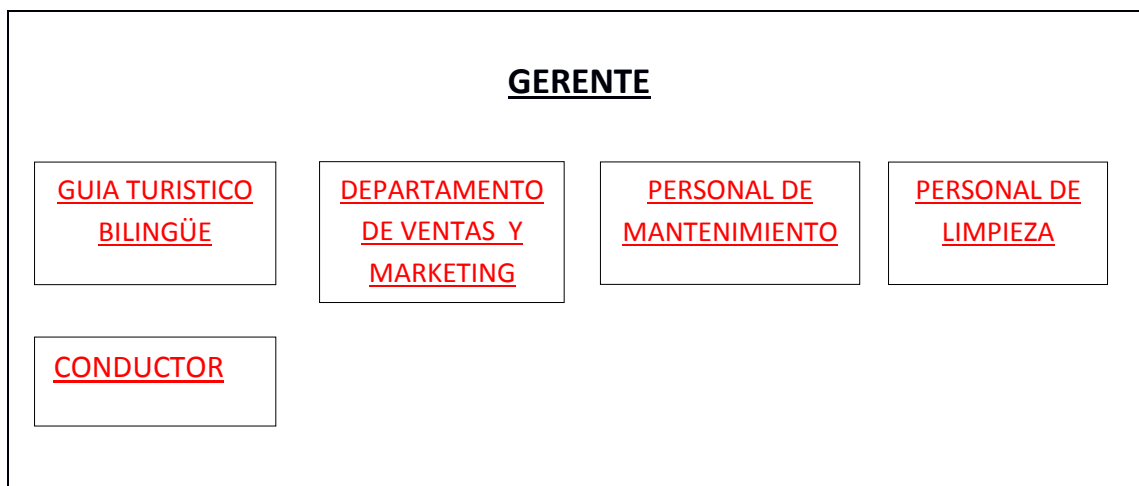 GERENTE
GUIA TURISTICO
BILINGÜE
DEPARTAMENTO
DE VENTAS  Y
MARKETING
PERSONAL DE
MANTENIMIENTO
PERSONAL DE
LIMPIEZA
CONDUCTOR